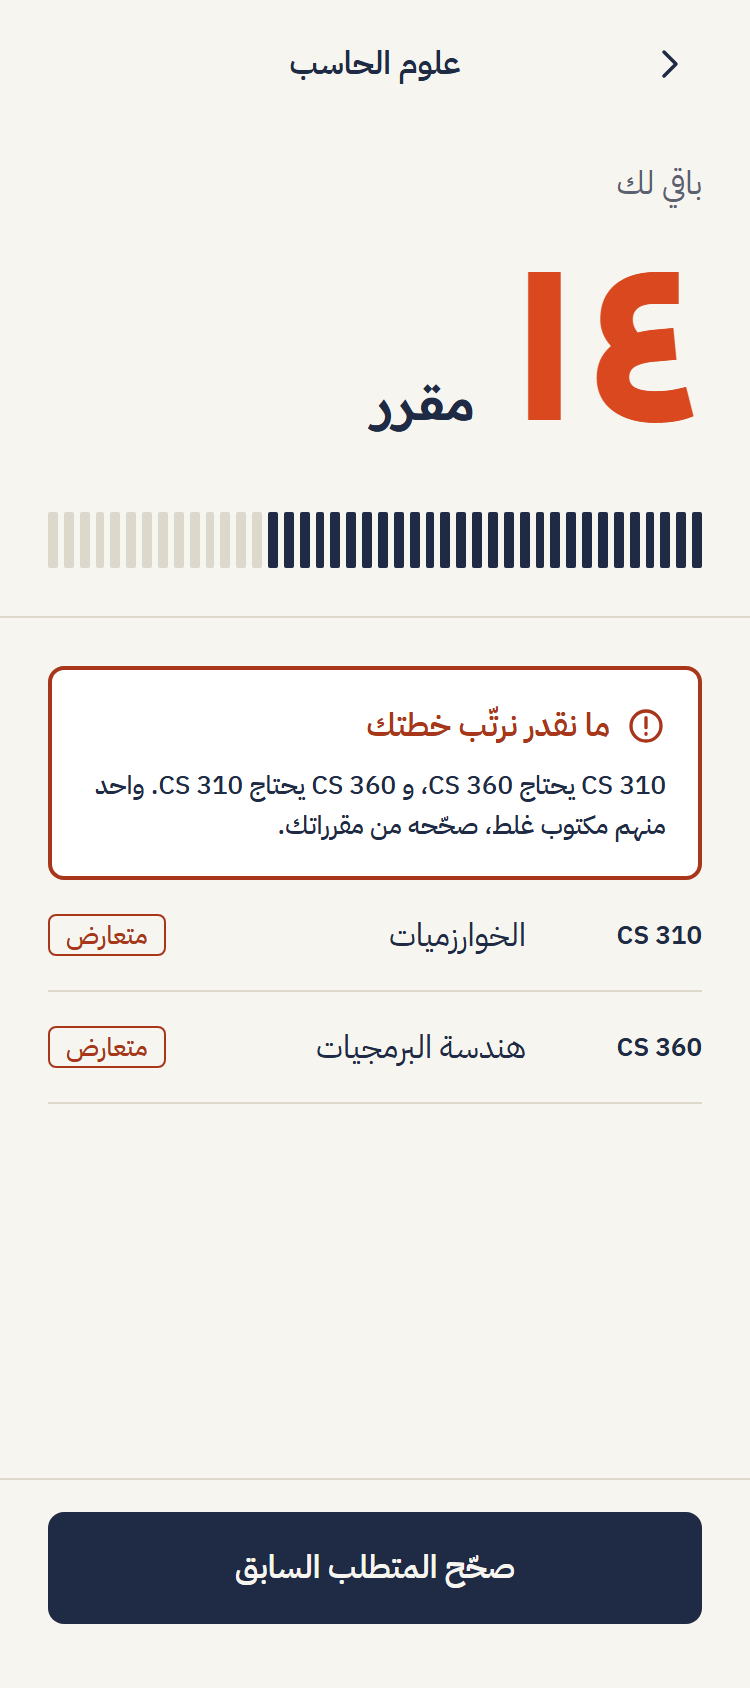 علوم الحاسب
باقي لك
١٤ مقرر
ما نقدر نرتّب خطتك
CS 310 يحتاج CS 360، و CS 360 يحتاج CS 310. واحد
منهم مكتوب غلط، صحّحه من مقرراتك.
CS 310 الخوارزميات متعارض
CS 360 هندسة البرمجيات متعارض
صحّح المتطلب السابق